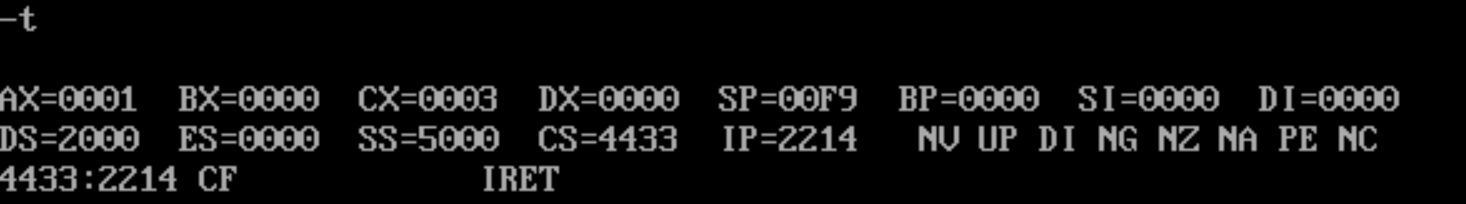 -t
AX=0001  BX=0000  CX=0003  DX=0000  SP=00F9  BP=0000  SI=0000  DI=0000
DS=2000  ES=0000  SS=5000  CS=4433  IP=2214   NV UP DI NG NZ NA PE NC
4433:2214 CF            IRET